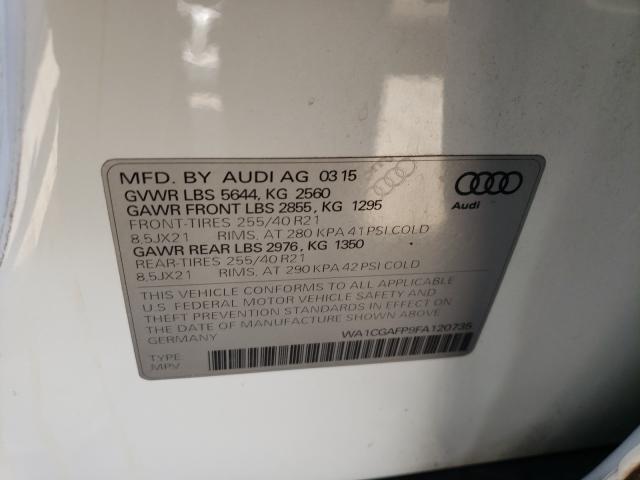 MFD. BY AUDI AG 03 15
GVWR LBS 5644, KG 2560
GAWR FRONT LBS 2855, KG 1295
FRONT-TIRES 255/40 R21
8,5JX21 RIMS, AT 280 KPA 41 PSI COLD
GAWR REAR LBS 2976, KG 1350
REAR-TIRES 255/40 R21
8,5JX21 RIMS, AT 290 KPA 42 PSI COLD
Audi
THIS VEHICLE CONFORMS TO ALL APPLICABLE
U.S. FEDERAL MOTOR VEHICLE SAFETY AND
THEFT PREVENTION STANDARDS IN EFFECT ON
THE DATE OF MANUFACTURE SHOWN ABOVE.
GERMANY
WA1CGAFP9FA120735
TYPE:
MPV